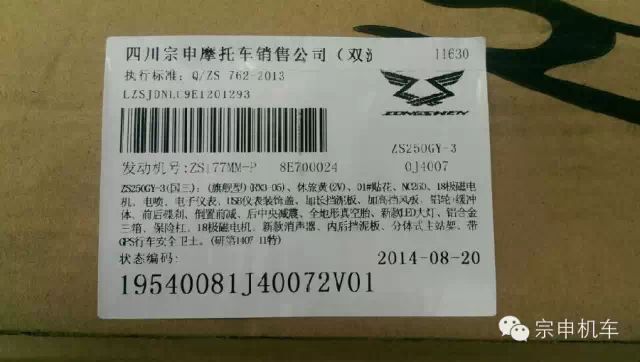 四川宗申摩托车销售公司（双流 11630
执行标准：Q/ZS 762-2013
LZSJDNLC9E1201293
ZONGSHEN
ZS250GY-3
发动机号：ZS177MM-P 8E700024 0J4007
ZS250GY-3(国三)：(旗舰型)(RX3-05)、休旅黄(2N)、01#贴花、NC250、18极磁电
机、电喷、电子仪表、USB仪表装饰盖、加长挡泥板、加高挡风板、铝轮/缓冲
体、前后碟刹、倒置前减、后中央减震、全地形真空胎、新款LED大灯、铝合金
三箱、保险杠、18极磁电机、新款消声器、内后挡泥板、分体式主站架、带
GPS行车安全卫士。(研第1407 11特)
状态编码： 2014-08-20
19540081J40072V01
宗申机车